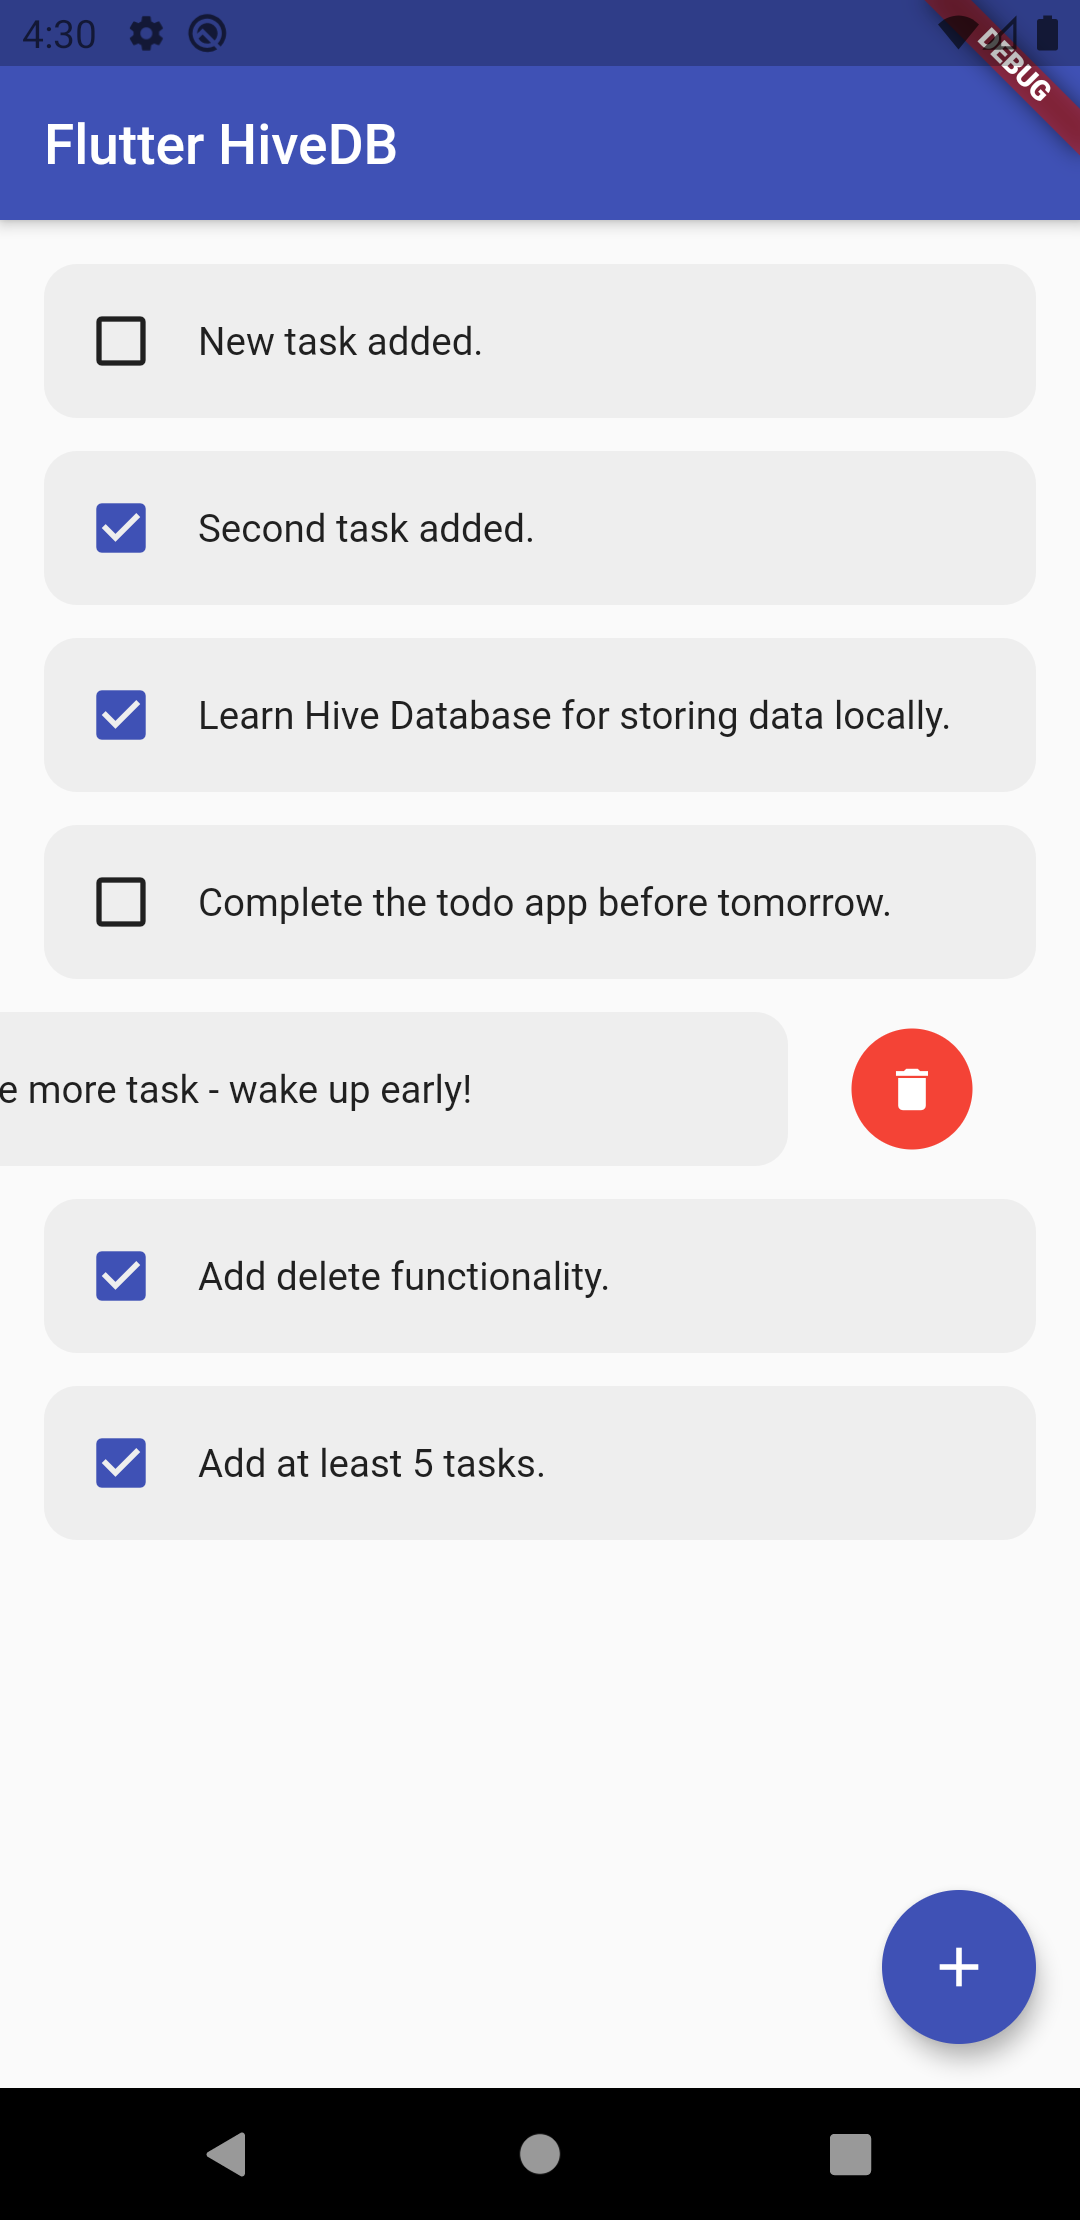 4:30
DEBUG
Flutter HiveDB
New task added.
Second task added.
Learn Hive Database for storing data locally.
Complete the todo app before tomorrow.
e more task - wake up early!
Add delete functionality.
Add at least 5 tasks.